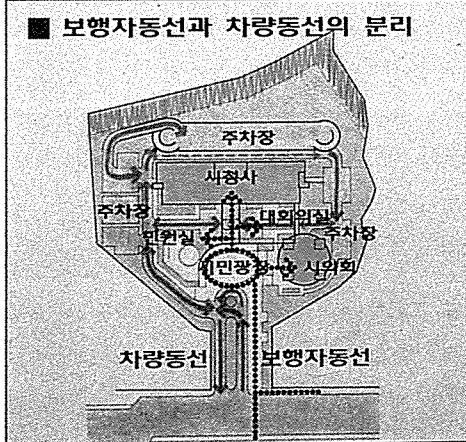 ■ 보행자동선과 차량동선의 분리
주차장
시청사
주차장
대회의실
민원실
주차장
시민광장
시의회
차량동선
보행자동선